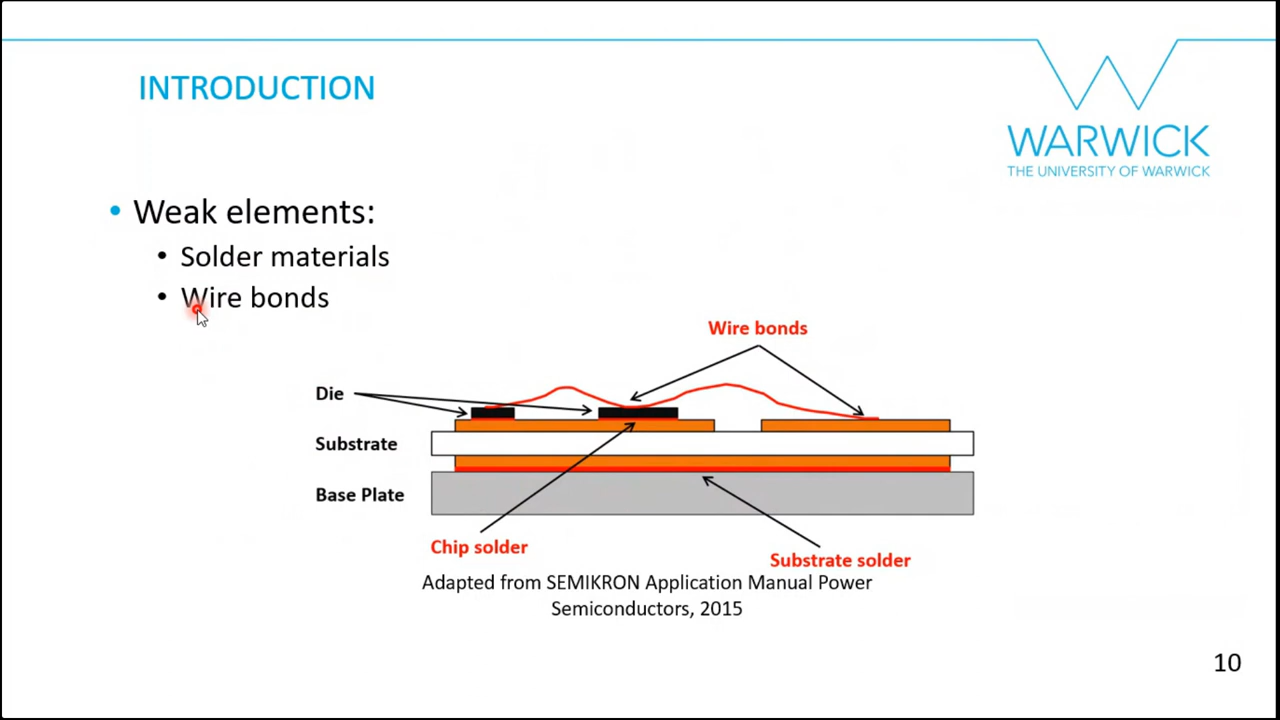 INTRODUCTION
WARWICK
THE UNIVERSITY OF WARWICK
• Weak elements:
• Solder materials
• Wire bonds
Wire bonds
Die
Substrate
Base Plate
Chip solder
Substrate solder
Adapted from SEMIKRON Application Manual Power
Semiconductors, 2015
10